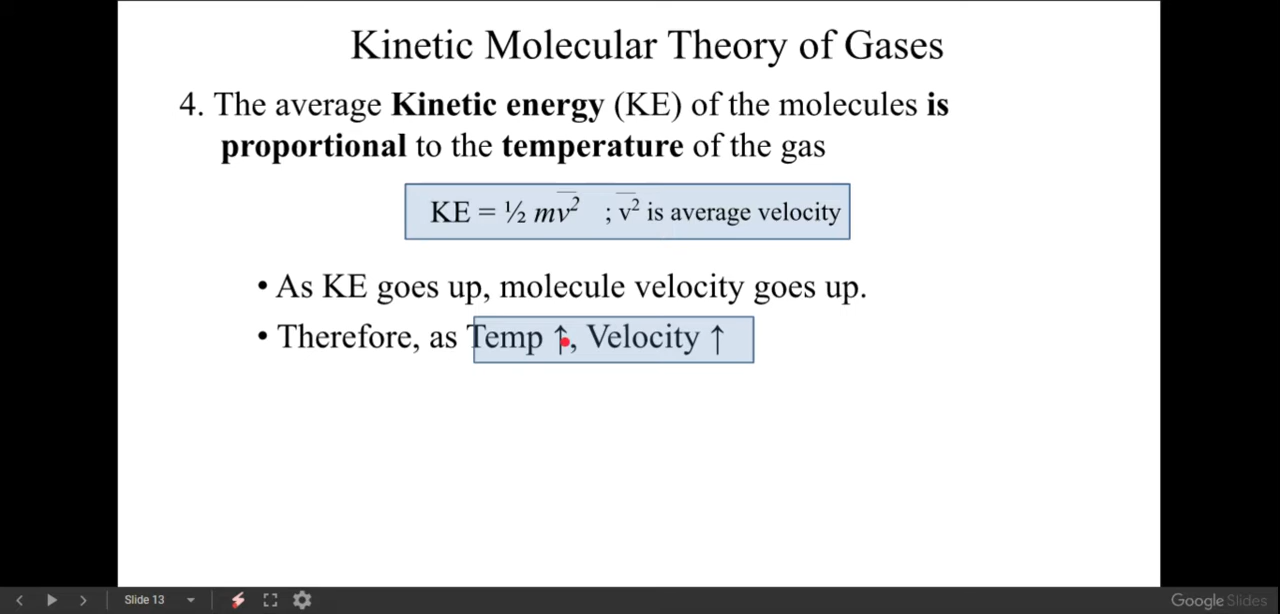 Kinetic Molecular Theory of Gases
4. The average Kinetic energy (KE) of the molecules is
proportional to the temperature of the gas
KE = ½ mv̅² ; v̅² is average velocity
• As KE goes up, molecule velocity goes up.
• Therefore, as Temp ↑, Velocity ↑
Slide 13
Google Slides